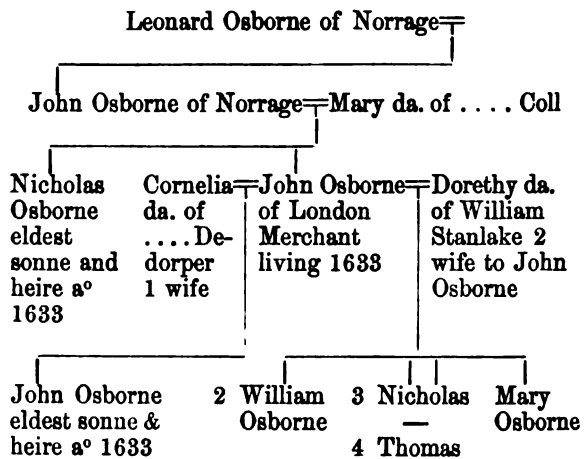 Leonard Osborne of Norrage
John Osborne of Norrage Mary da. of .... Coll
Nicholas
Osborne
eldest
sonne and
heire aº
1633
Cornelia
da. of
....De-
dorper
1 wife
John Osborne
of London
Merchant
living 1633
Dorethy da.
of William
Stanlake 2
wife to John
Osborne
John Osborne
eldest sonne &
heire aº 1633
2 William
Osborne
3 Nicholas
—
4 Thomas
Mary
Osborne